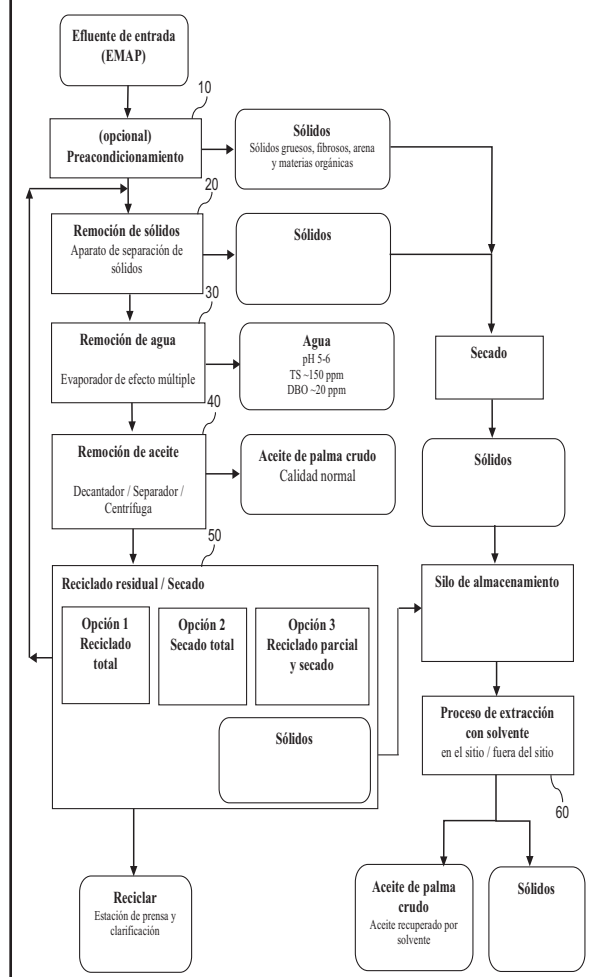 Efluente de entrada
(EMAP)
10
(opcional)
Preacondicionamiento
Sólidos
Sólidos gruesos, fibrosos, arena
y materias orgánicas
20
Remoción de sólidos
Aparato de separación de
sólidos
Sólidos
30
Remoción de agua
Evaporador de efecto múltiple
Agua
pH 5-6
TS ~150 ppm
DBO ~20 ppm
Secado
40
Remoción de aceite
Decantador / Separador /
Centrífuga
Aceite de palma crudo
Calidad normal
Sólidos
50
Reciclado residual / Secado
Opción 1
Reciclado
total
Opción 2
Secado total
Opción 3
Reciclado parcial
y secado
Sólidos
Silo de almacenamiento
Proceso de extracción
con solvente
en el sitio / fuera del sitio
60
Reciclar
Estación de prensa y
clarificación
Aceite de palma
crudo
Aceite recuperado por
solvente
Sólidos